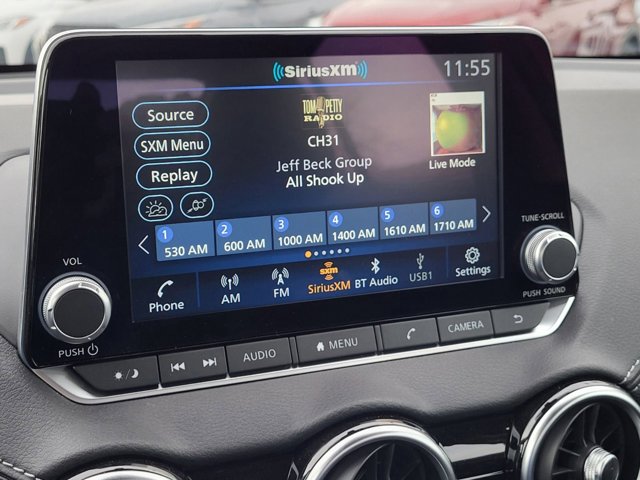 SiriusXM
11:55
Source
SXM Menu
Replay
TOM PETTY
RADIO
CH31
Jeff Beck Group
All Shook Up
Live Mode
1 530 AM
2 600 AM
3 1000 AM
4 1400 AM
5 1610 AM
6 1710 AM
Phone
AM
FM
sxm
SiriusXM
BT Audio
USB1
Settings
VOL
PUSH
TUNE·SCROLL
PUSH SOUND
AUDIO
MENU
CAMERA